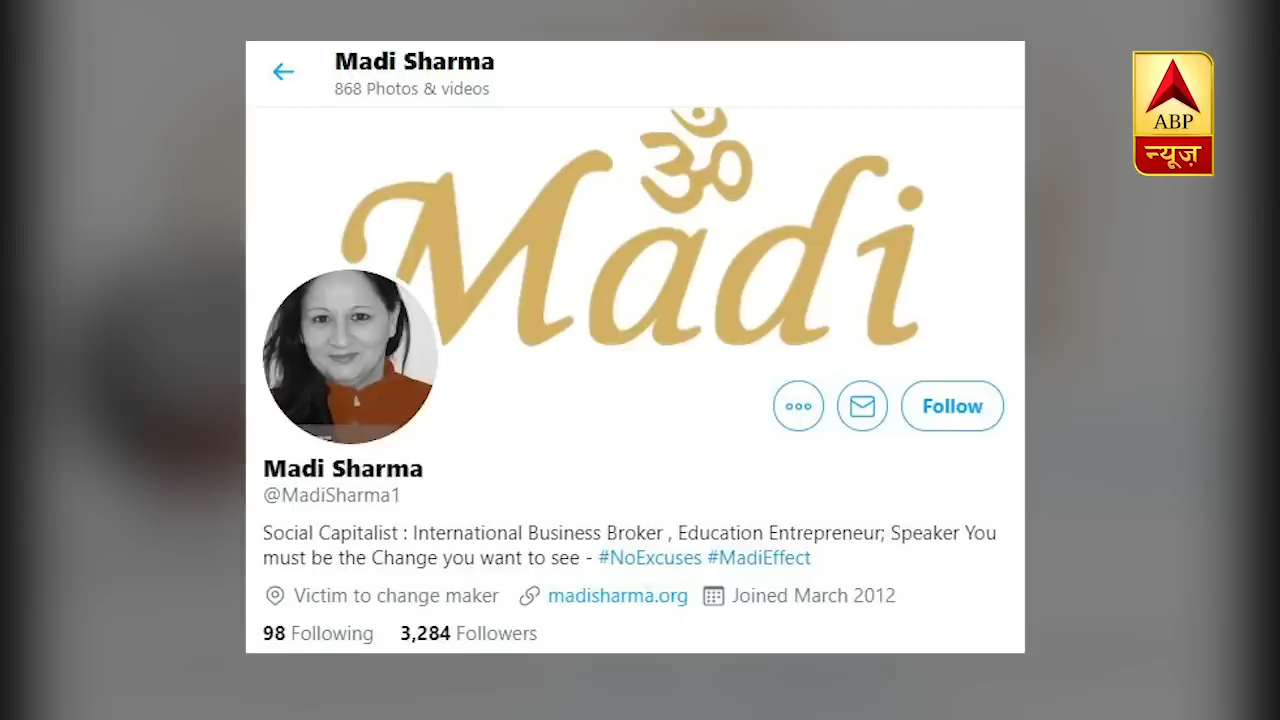 Madi Sharma
868 Photos & videos
ABP
न्यूज़
ॐ
Madi
Follow
Madi Sharma
@MadiSharma1
Social Capitalist : International Business Broker , Education Entrepreneur; Speaker You
must be the Change you want to see - #NoExcuses #MadiEffect
Victim to change maker madisharma.org Joined March 2012
98 Following 3,284 Followers